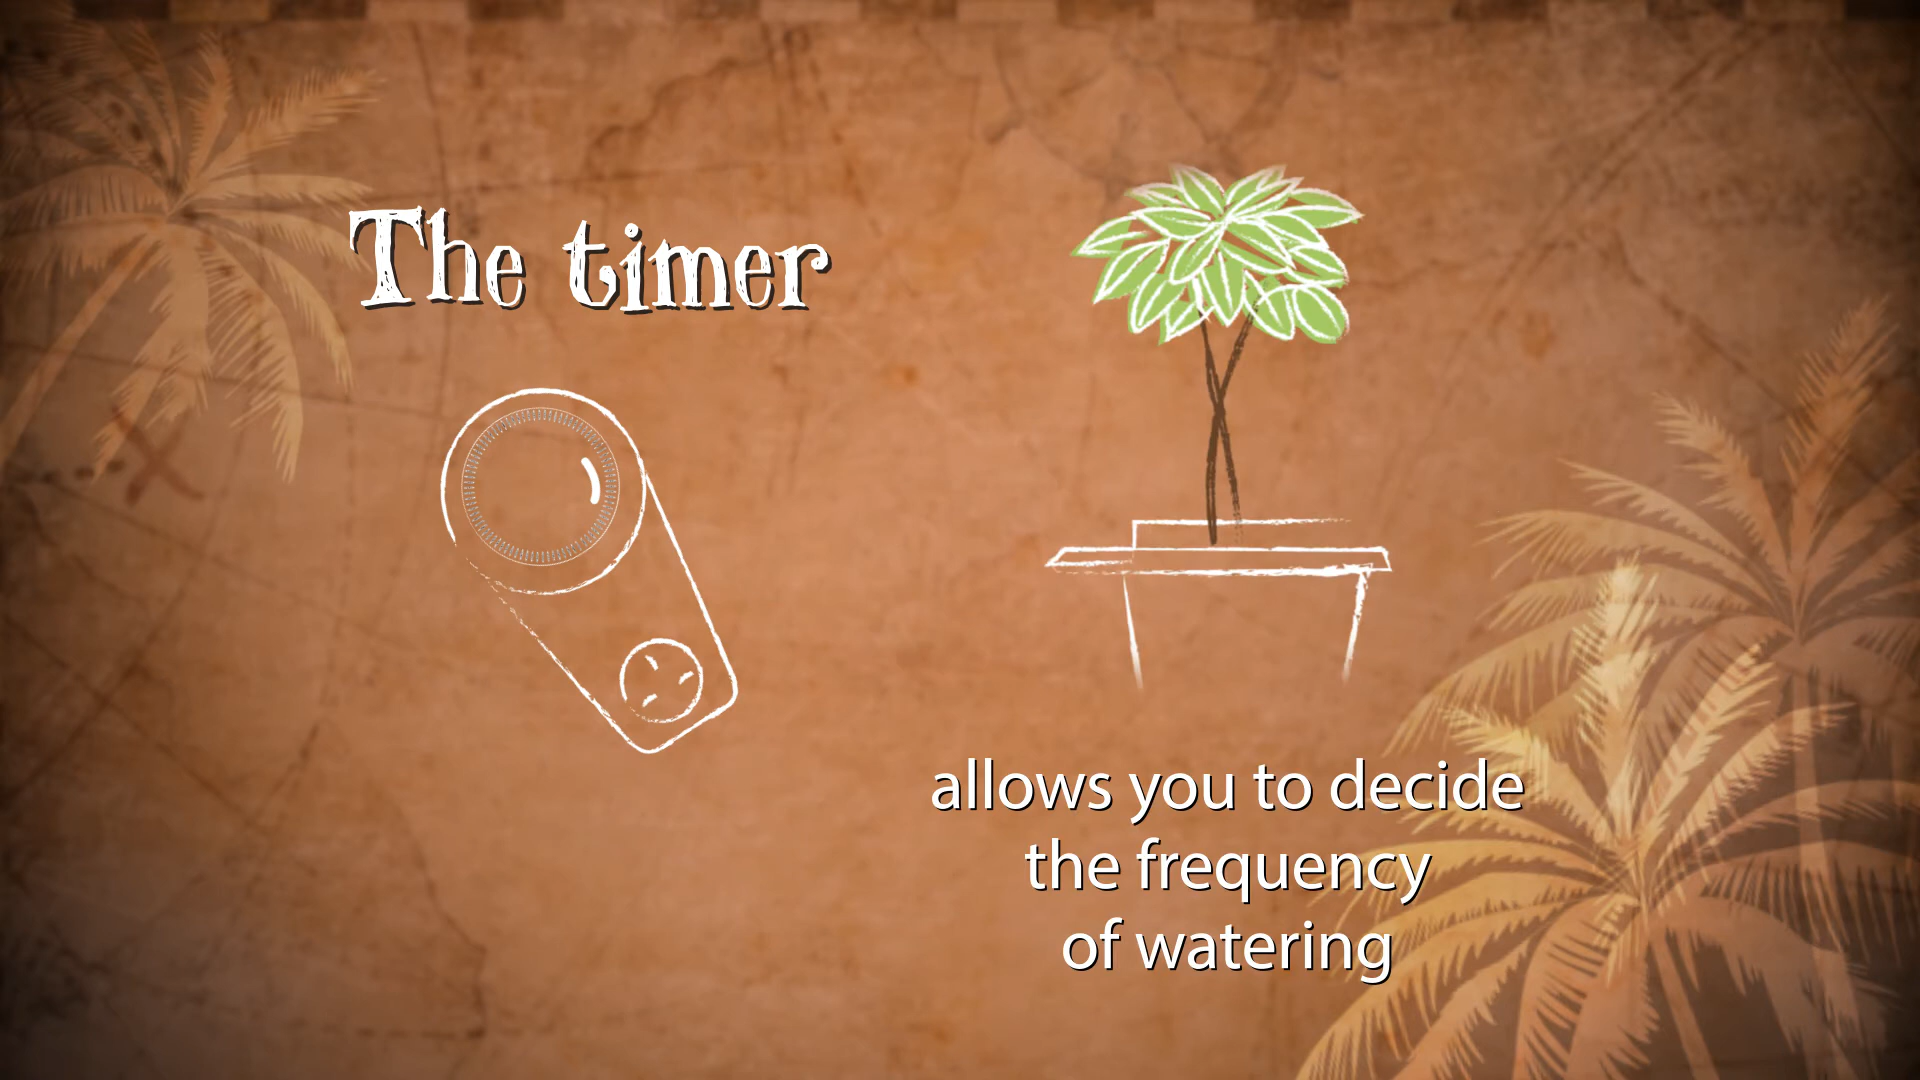 The timer
allows you to decide
the frequency
of watering